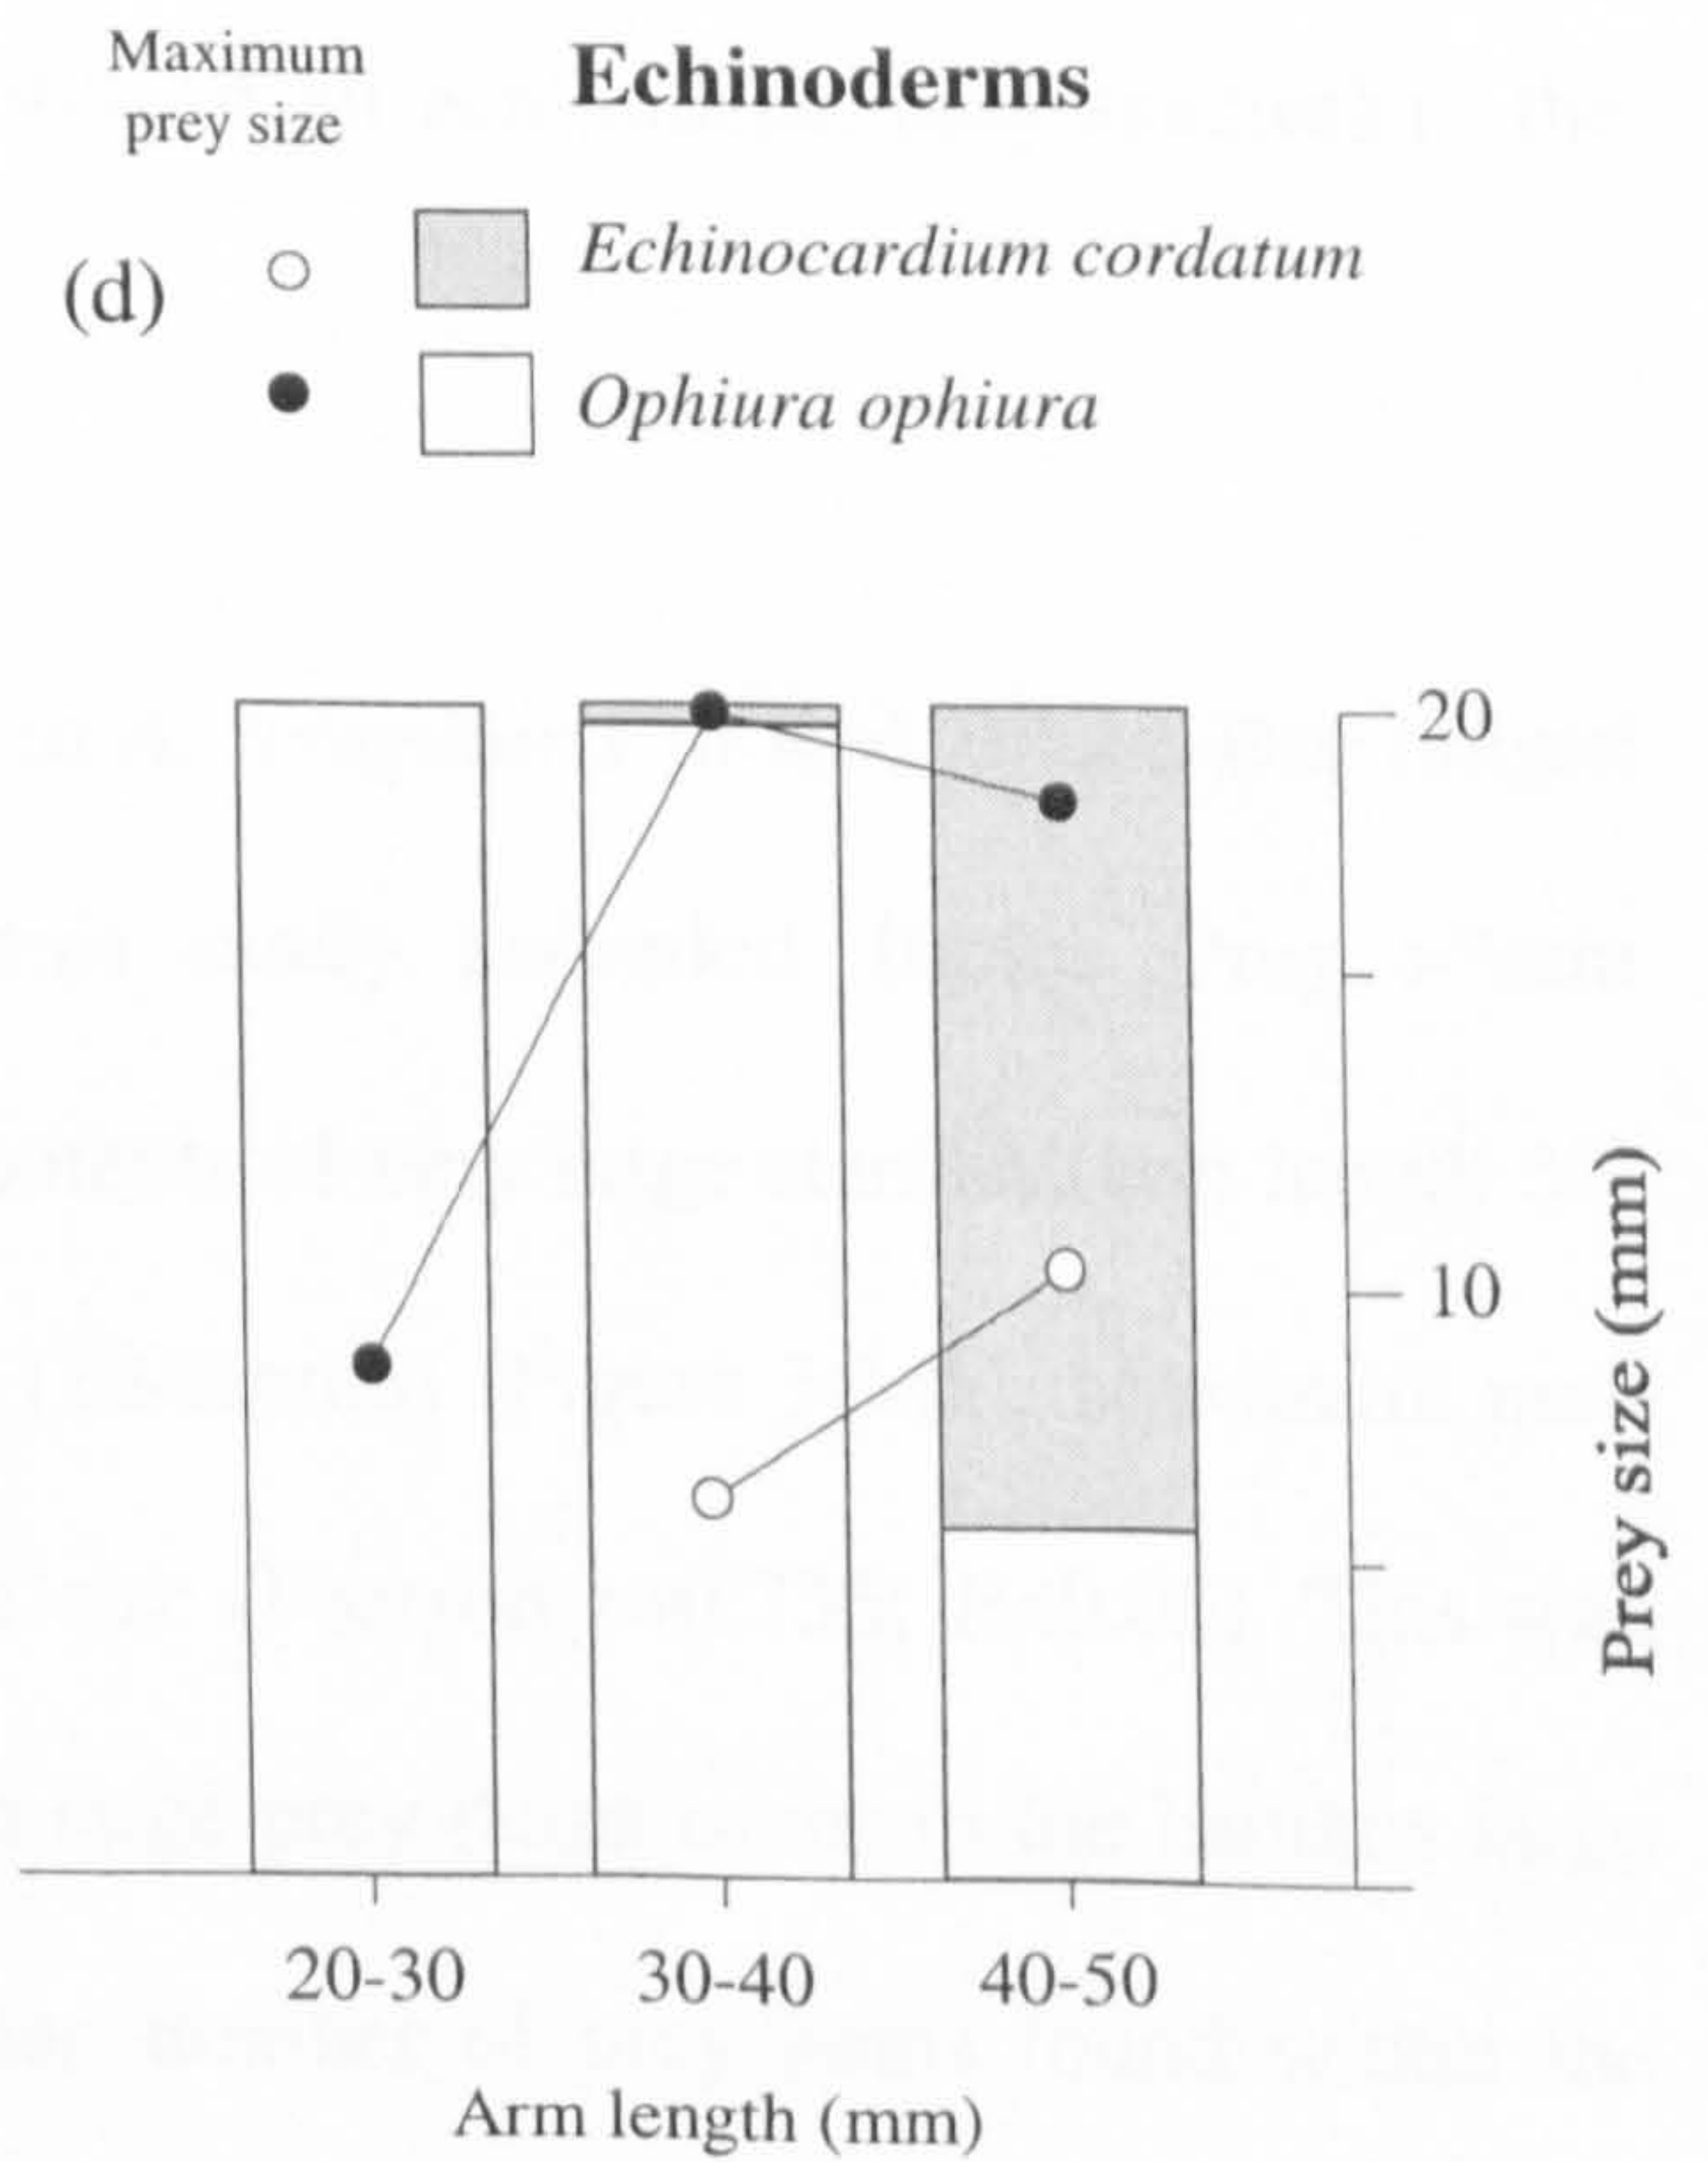 Maximum
prey size
Echinoderms
(d)
Echinocardium cordatum
Ophiura ophiura
20
10
Prey size (mm)
20-30
30-40
40-50
Arm length (mm)